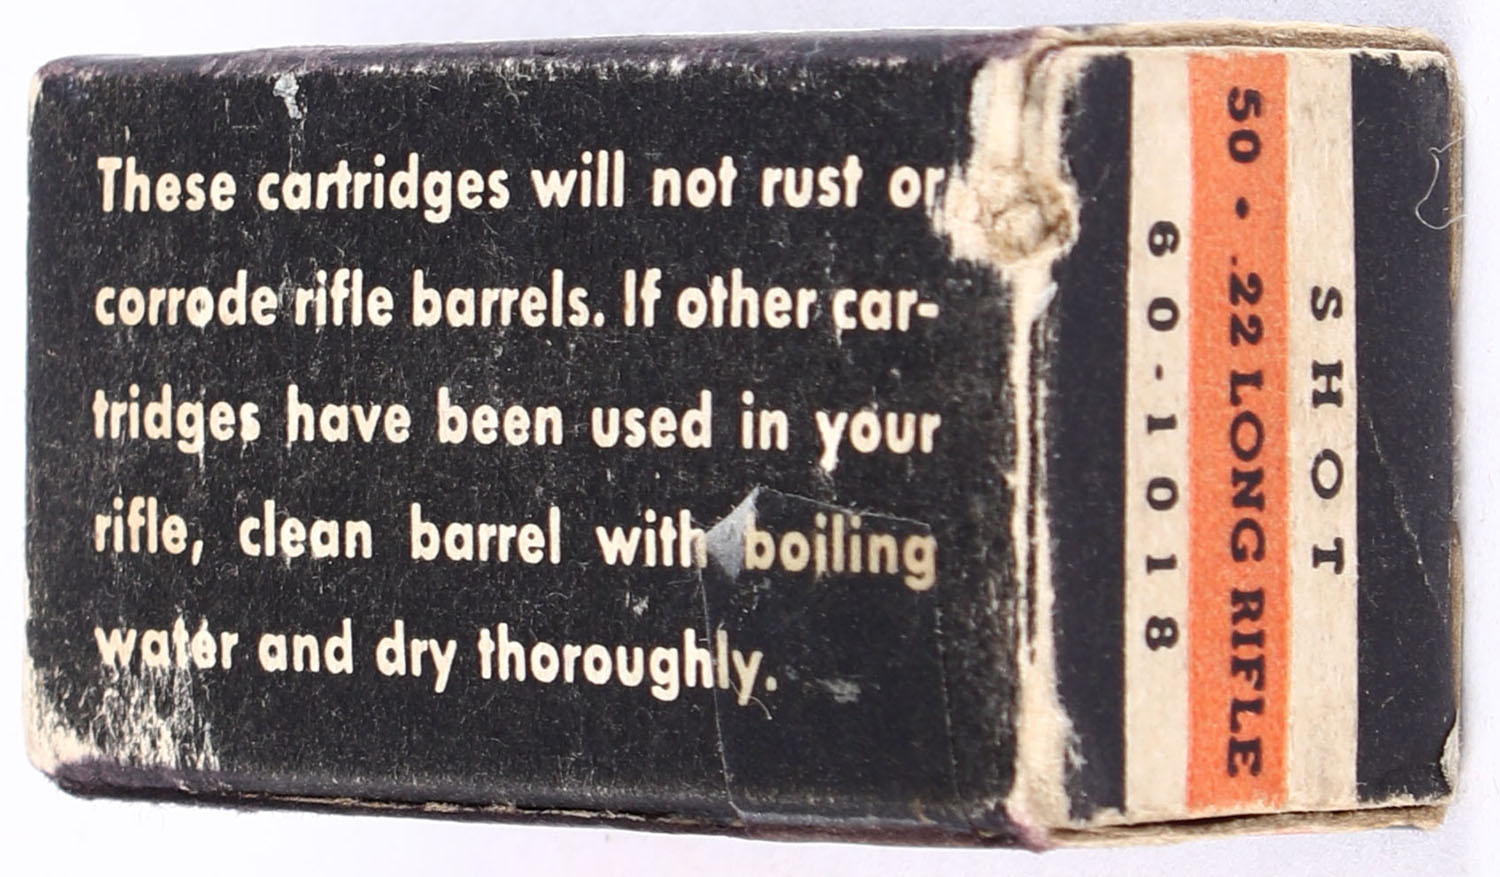 These cartridges will not rust or
corrode rifle barrels. If other car-
tridges have been used in your
rifle, clean barrel with boiling
water and dry thoroughly.
SHOT
50 • .22 LONG RIFLE
60-1018